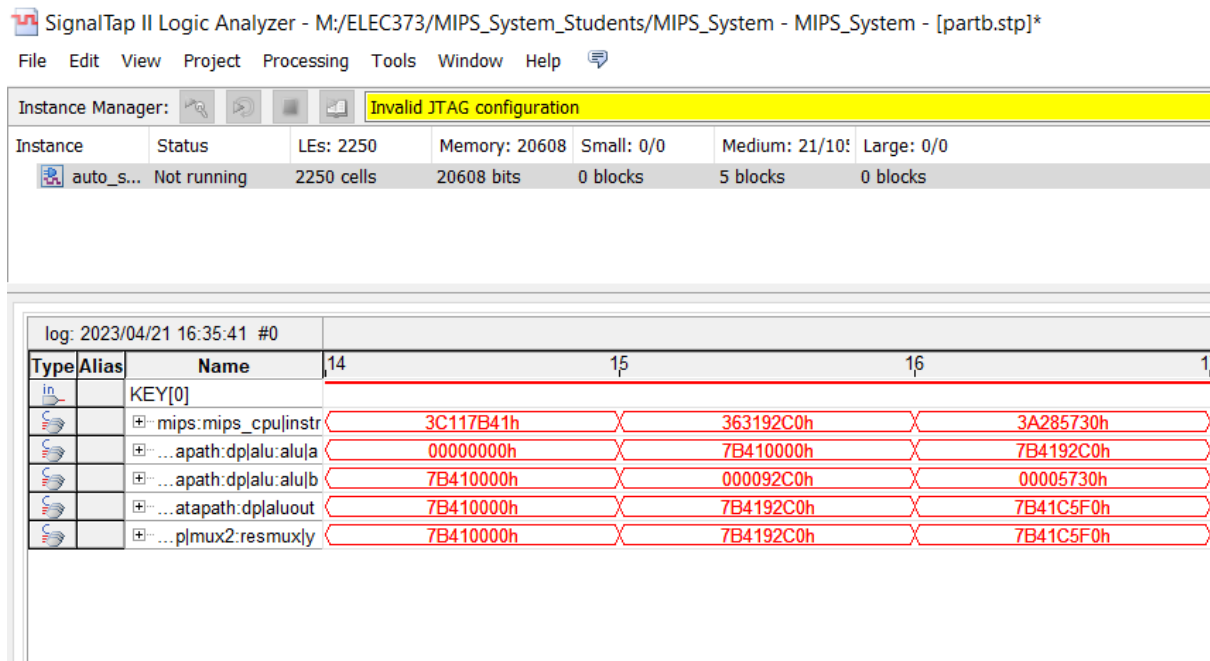 SignalTap II Logic Analyzer - M:/ELEC373/MIPS_System_Students/MIPS_System - MIPS_System - [partb.stp]*
File Edit View Project Processing Tools Window Help
Instance Manager: Invalid JTAG configuration
Instance Status LEs: 2250 Memory: 20608 Small: 0/0 Medium: 21/105 Large: 0/0
auto_s... Not running 2250 cells 20608 bits 0 blocks 5 blocks 0 blocks
log: 2023/04/21 16:35:41 #0
Type Alias Name 14 15 16 1
in KEY[0]
mips:mips_cpu|instr 3C117B41h 363192C0h 3A285730h
...apath:dp|alu:alu|a 00000000h 7B410000h 7B4192C0h
...apath:dp|alu:alu|b 7B410000h 000092C0h 00005730h
...atapath:dp|aluout 7B410000h 7B4192C0h 7B41C5F0h
...p|mux2:resmux|y 7B410000h 7B4192C0h 7B41C5F0h